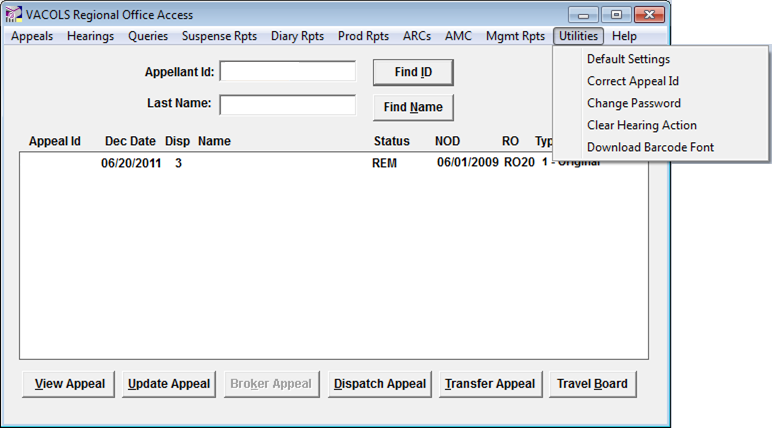 VACOLS Regional Office Access
Appeals Hearings Queries Suspense Rpts Diary Rpts Prod Rpts ARCs AMC Mgmt Rpts Utilities Help
Default Settings
Correct Appeal Id
Change Password
Clear Hearing Action
Download Barcode Font
Appellant Id: Find ID
Last Name: Find Name
Appeal Id Dec Date Disp Name Status NOD RO Typ
06/20/2011 3 REM 06/01/2009 RO20 1 - Original
View Appeal Update Appeal Broker Appeal Dispatch Appeal Transfer Appeal Travel Board